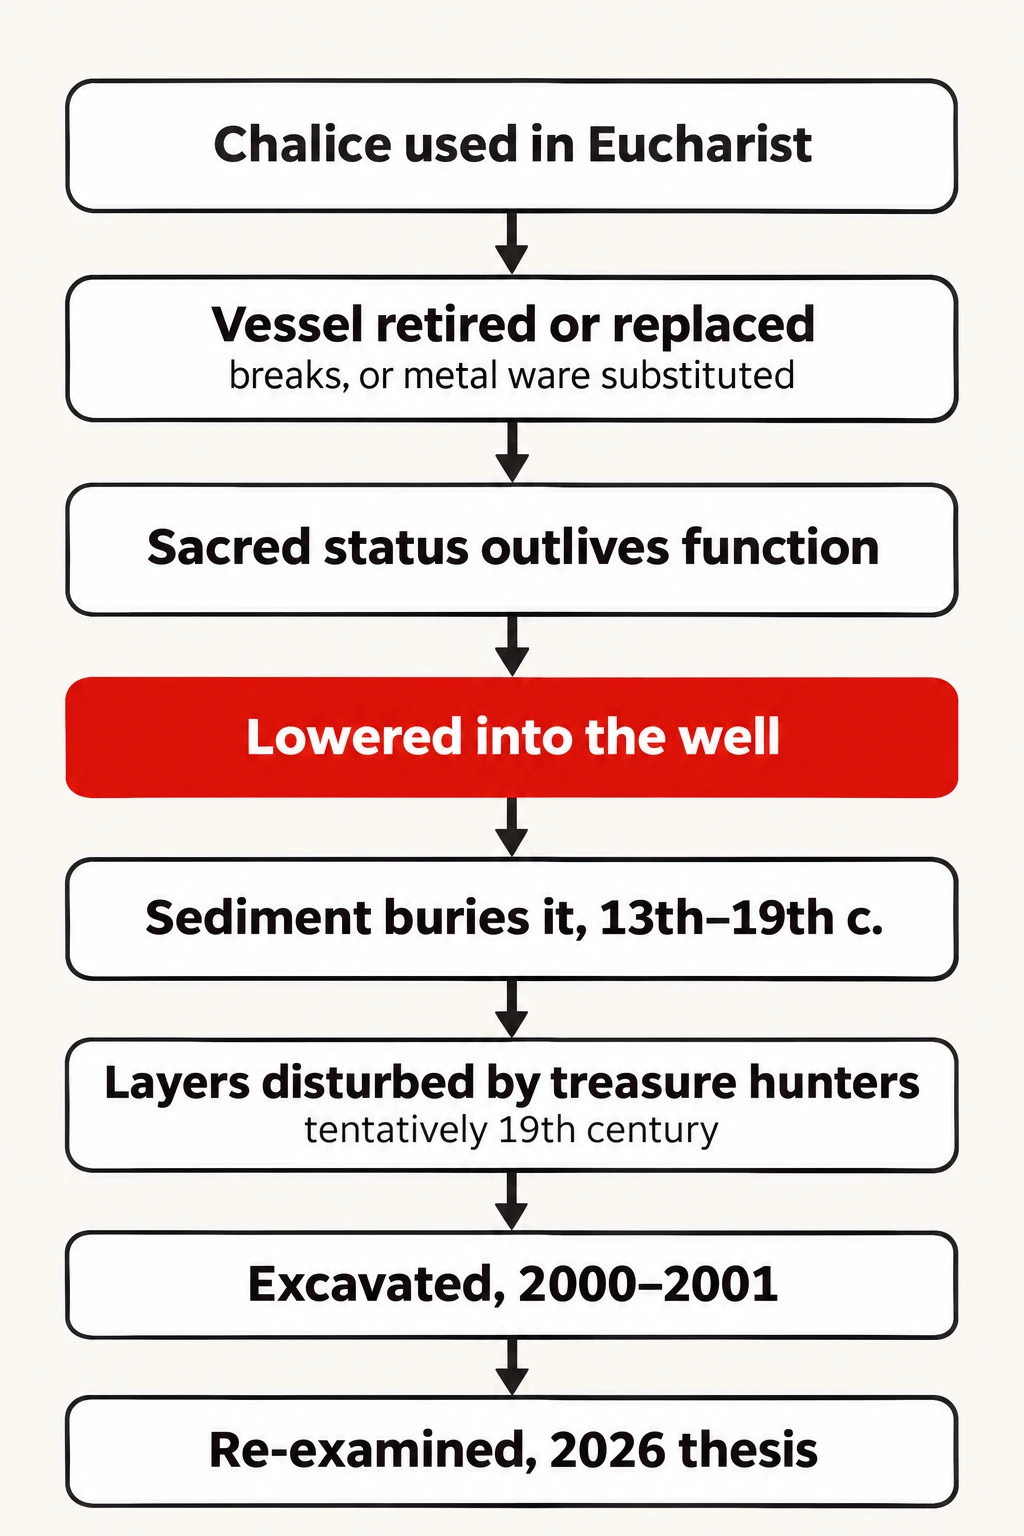 Chalice used in Eucharist
Vessel retired or replaced
breaks, or metal ware substituted
Sacred status outlives function
Lowered into the well
Sediment buries it, 13th–19th c.
Layers disturbed by treasure hunters
tentatively 19th century
Excavated, 2000–2001
Re-examined, 2026 thesis